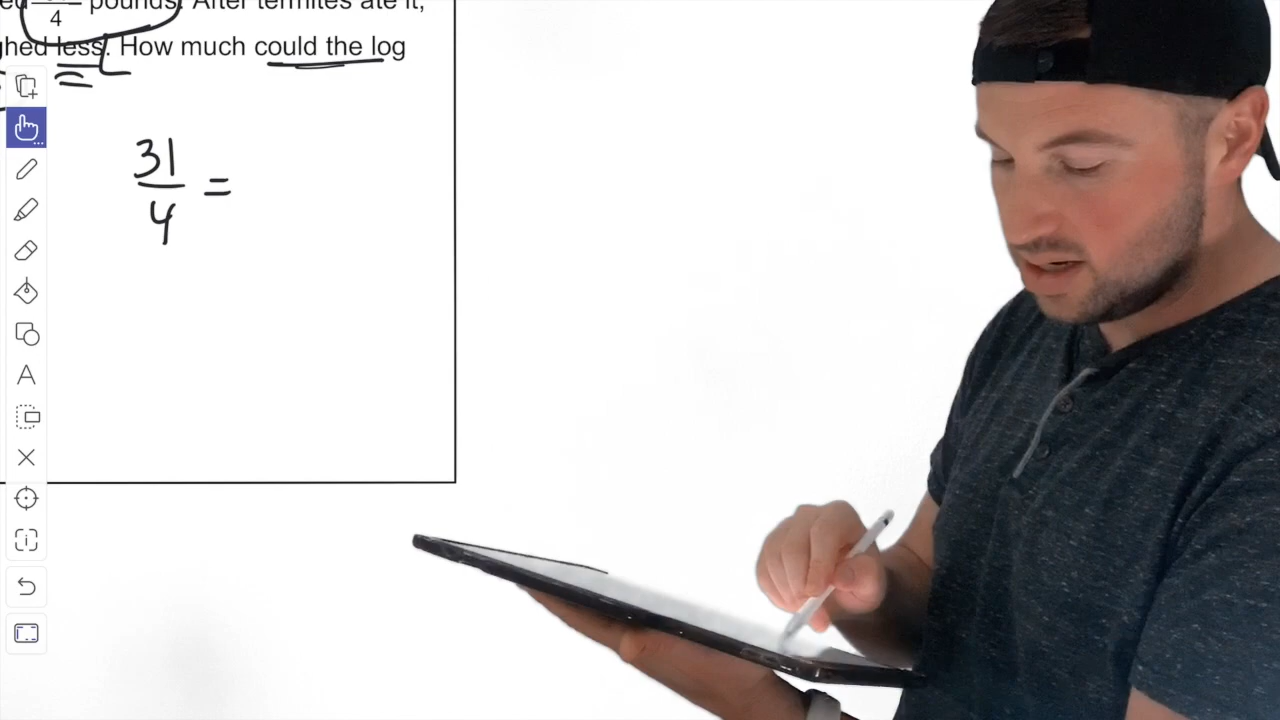 4 pounds. After termites ate it,
ghed less. How much could the log
31
4 =
A
i